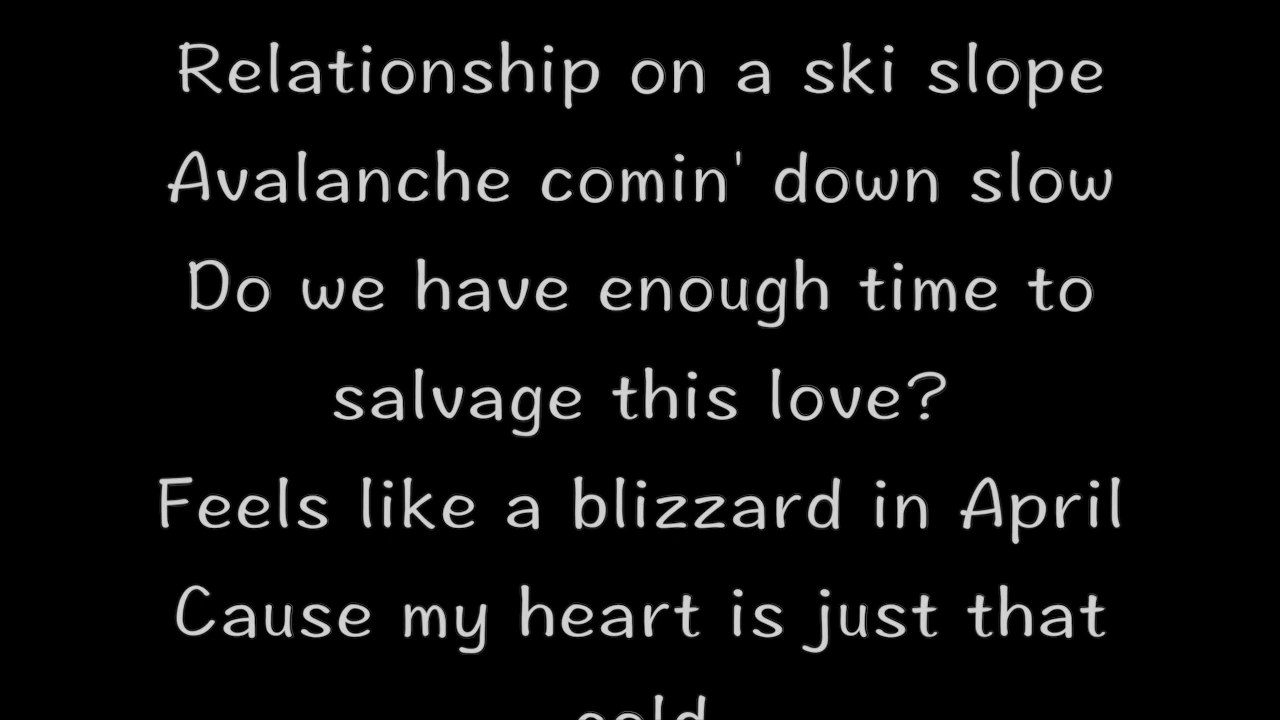 Relationship on a ski slope
Avalanche comin' down slow
Do we have enough time to
salvage this love?
Feels like a blizzard in April
Cause my heart is just that
cold